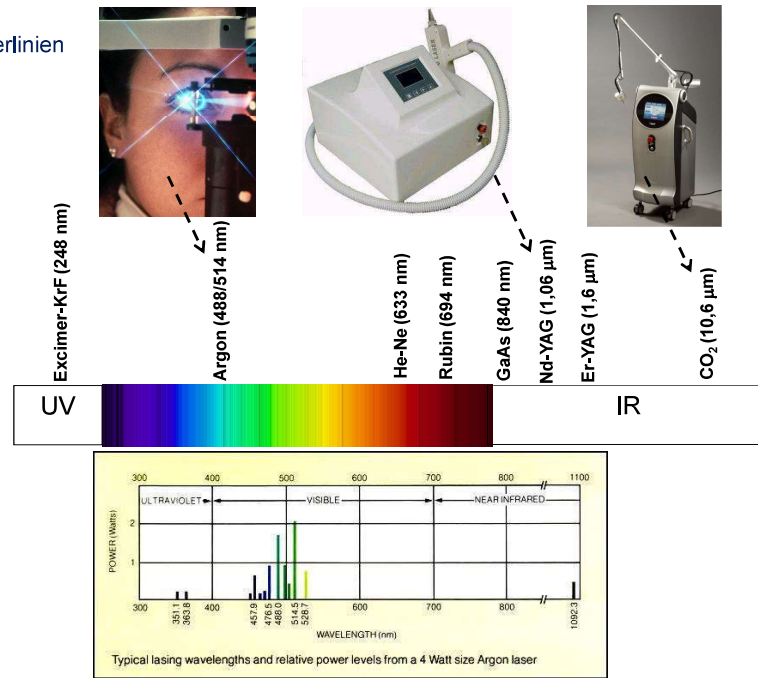 erlinien
LASER
Excimer-KrF (248 nm)
Argon (488/514 nm)
He-Ne (633 nm)
Rubin (694 nm)
GaAs (840 nm)
Nd-YAG (1,06 μm)
Er-YAG (1,6 μm)
CO₂ (10,6 μm)
UV
IR
300 400 500 600 700 800 1100
ULTRAVIOLET VISIBLE NEAR INFRARED
POWER (Watts)
2
1
300 400 600 700 800
351.1
363.8
457.9
476.5
488.0
514.5
528.7
1092.3
WAVELENGTH (nm)
Typical lasing wavelengths and relative power levels from a 4 Watt size Argon laser